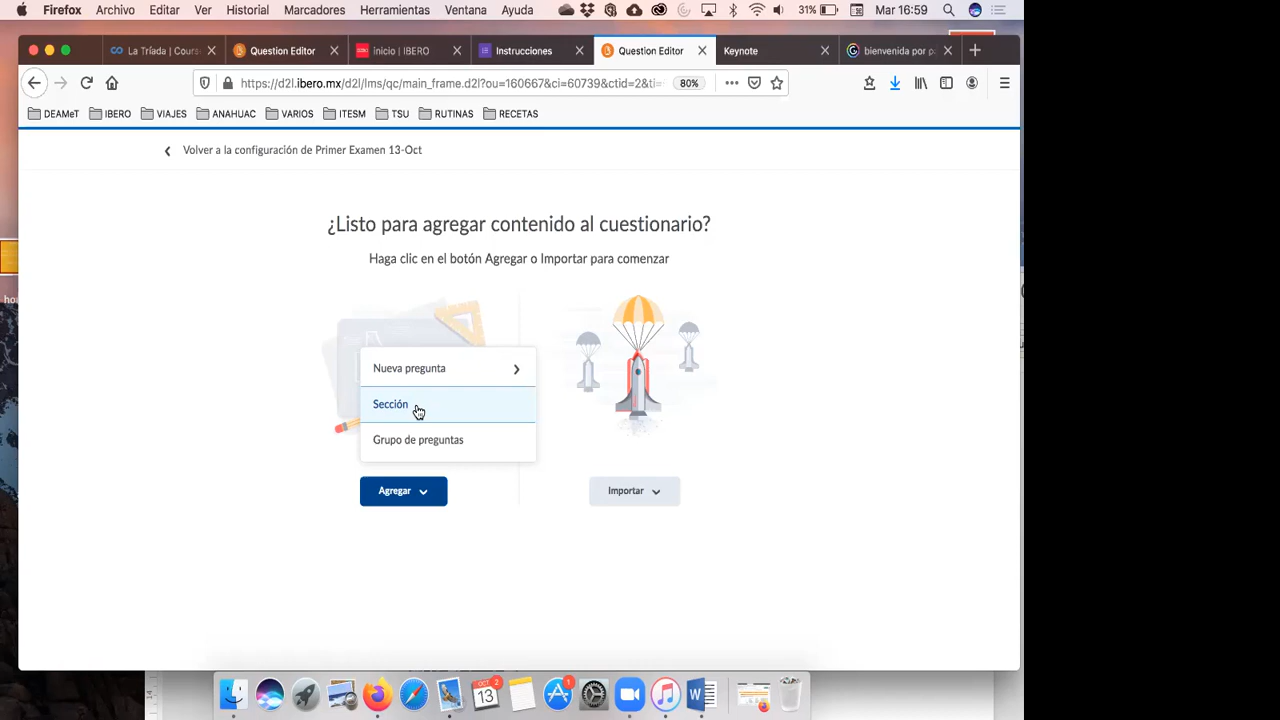 Firefox Archivo Editar Ver Historial Marcadores Herramientas Ventana Ayuda 31% Mar 16:59
La Tríada | Cours Question Editor inicio | IBERO Instrucciones Question Editor Keynote bienvenida por p
https://d2l.ibero.mx/d2l/lms/qc/main_frame.d2l?ou=160667&ci=60739&ctid=2&ti= 80%
DEAMeT IBERO VIAJES ANAHUAC VARIOS ITESM TSU RUTINAS RECETAS
Volver a la configuración de Primer Examen 13-Oct
¿Listo para agregar contenido al cuestionario?
Haga clic en el botón Agregar o Importar para comenzar
Nueva pregunta
Sección
Grupo de preguntas
Agregar Importar
OCT 2
13
1